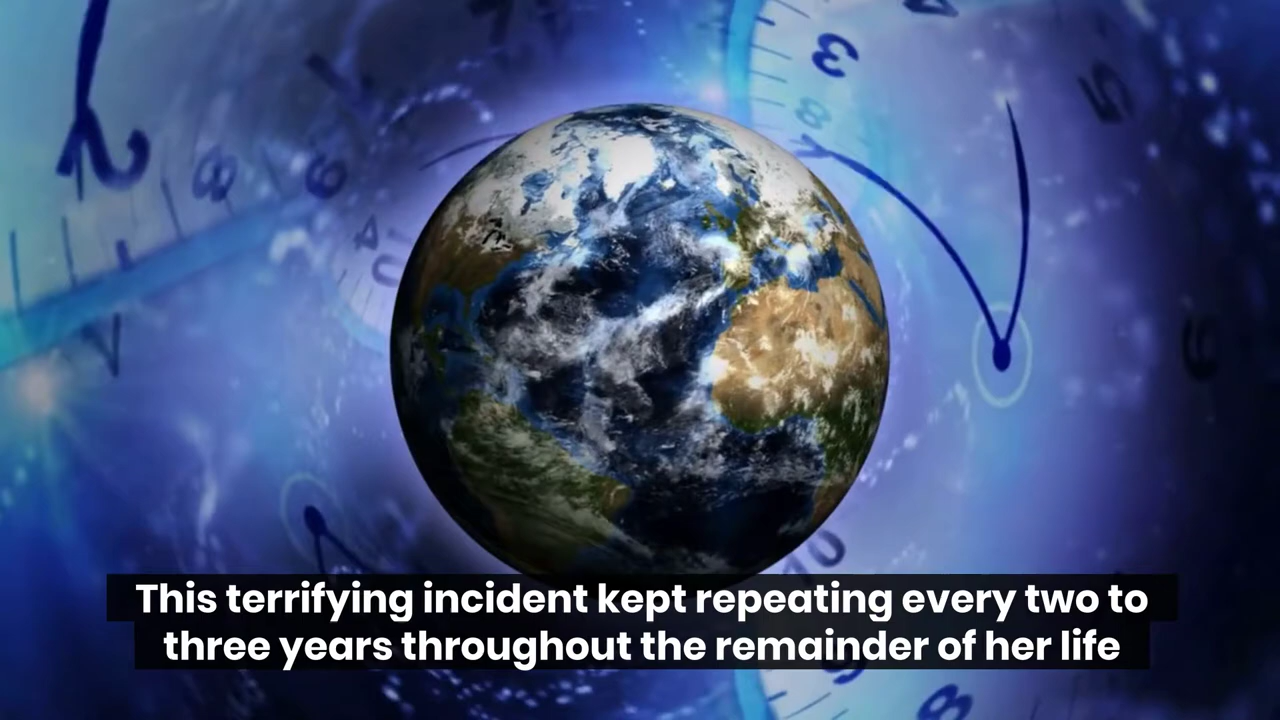 This terrifying incident kept repeating every two to
three years throughout the remainder of her life